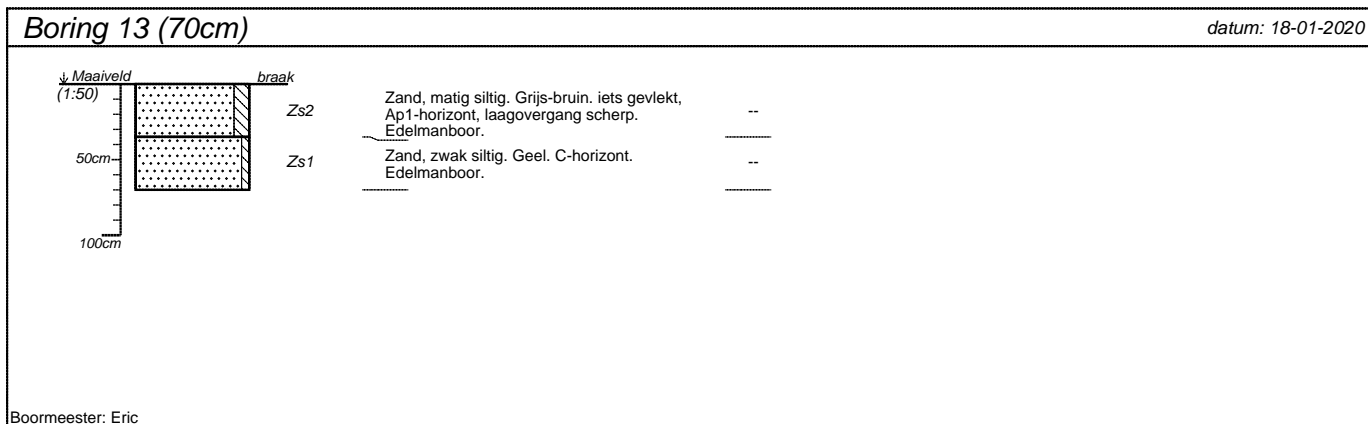 Boring 13 (70cm)
datum: 18-01-2020
Maaiveld
braak
(1:50)
Zs2
Zand, matig siltig. Grijs-bruin. iets gevlekt,
Ap1-horizont, laagovergang scherp.
Edelmanboor.
--
50cm
Zs1
Zand, zwak siltig. Geel. C-horizont.
Edelmanboor.
--
100cm
Boormeester: Eric